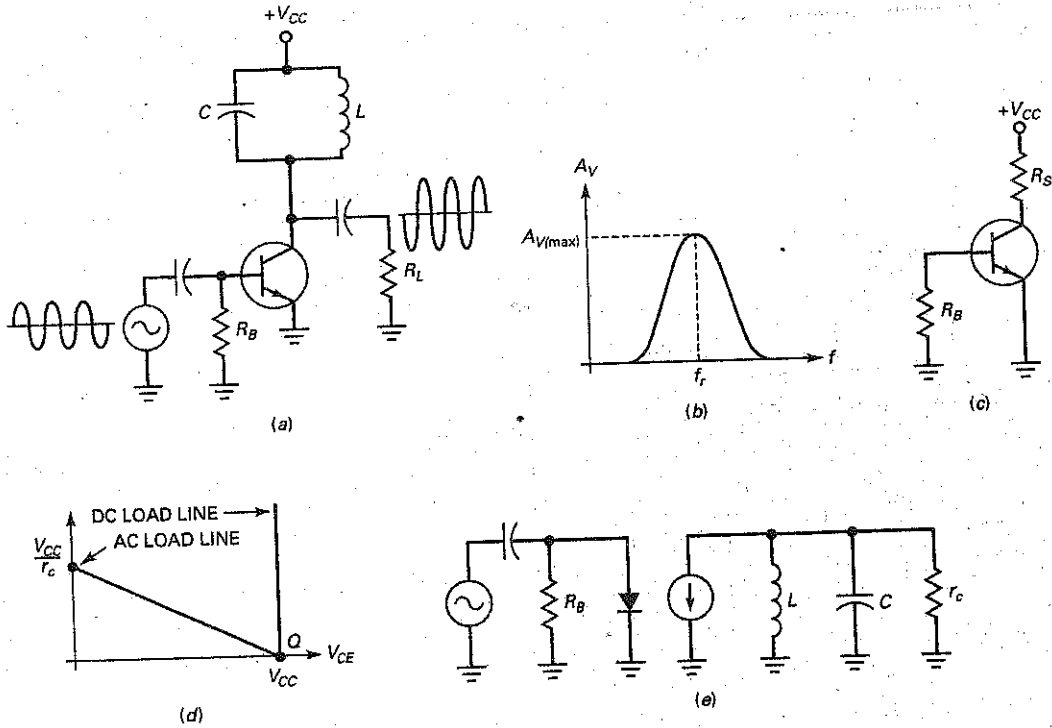 +V_CC
C
L
R_L
R_B
(a)
A_V
A_V(max)
f_r
f
(b)
+V_CC
R_S
R_B
(c)
DC LOAD LINE
AC LOAD LINE
V_CC
r_c
Q
V_CE
V_CC
(d)
R_B
L
C
r_c
(e)